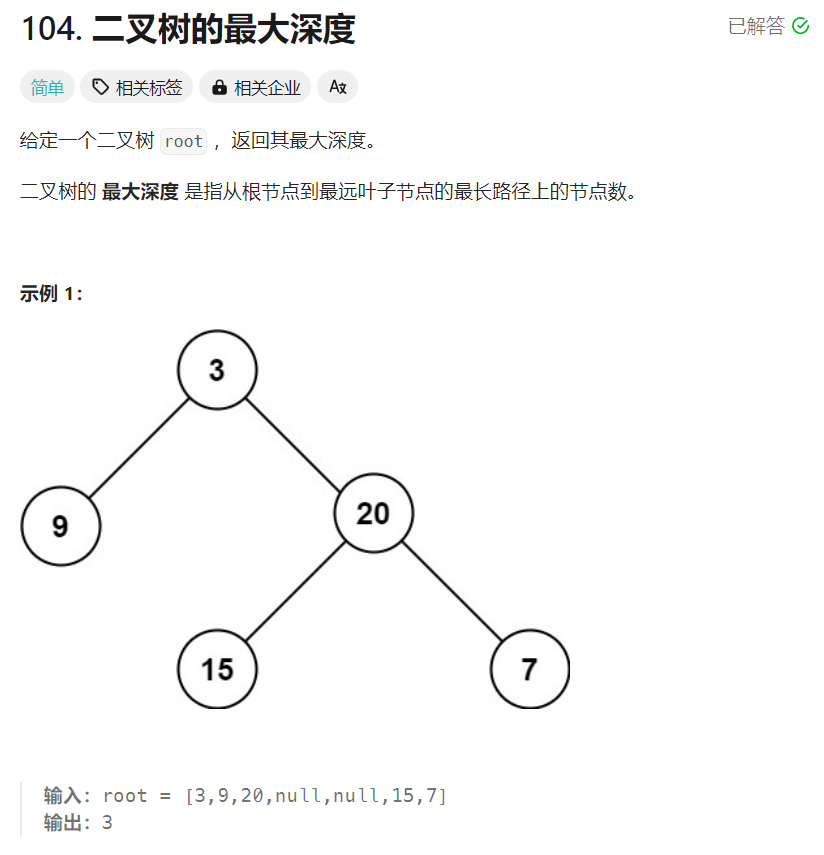 104. 二叉树的最大深度
已解答
简单
相关标签
相关企业
给定一个二叉树 root ，返回其最大深度。
二叉树的 最大深度 是指从根节点到最远叶子节点的最长路径上的节点数。
示例 1：
3
9
20
15
7
输入：root = [3,9,20,null,null,15,7]
输出：3